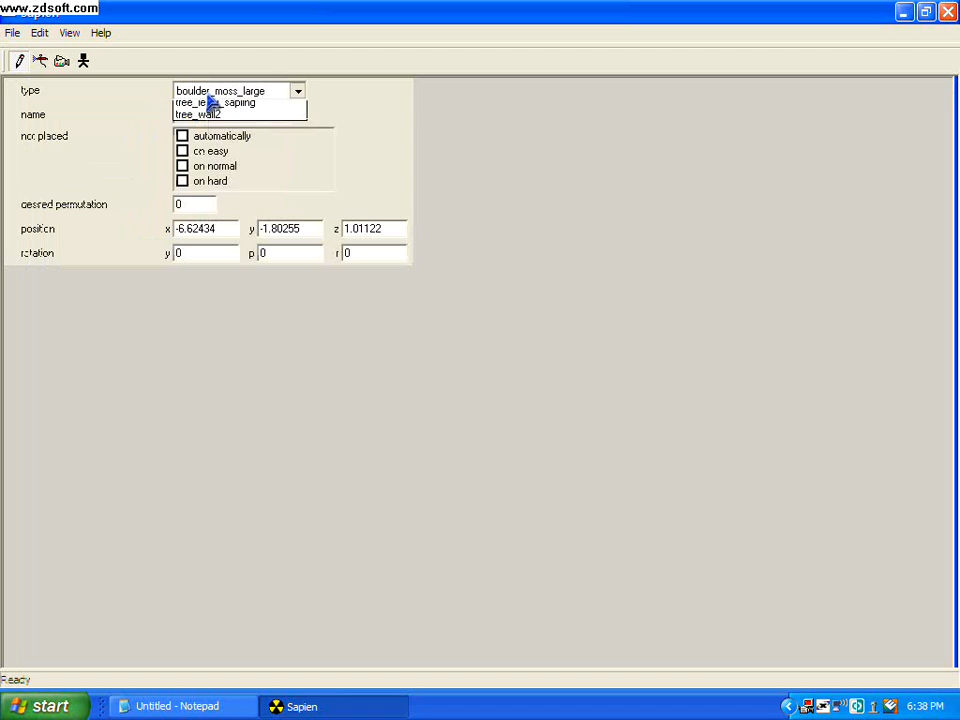 www.zdsoft.com
File Edit View Help
type boulder_moss_large
tree_wall2
name
not placed automatically
on easy
on normal
on hard
desired permutation 0
position x -6.62434 y -1.80255 z 1.01122
rotation y 0 p 0 r 0
Ready
start Untitled - Notepad Sapien 6:38 PM